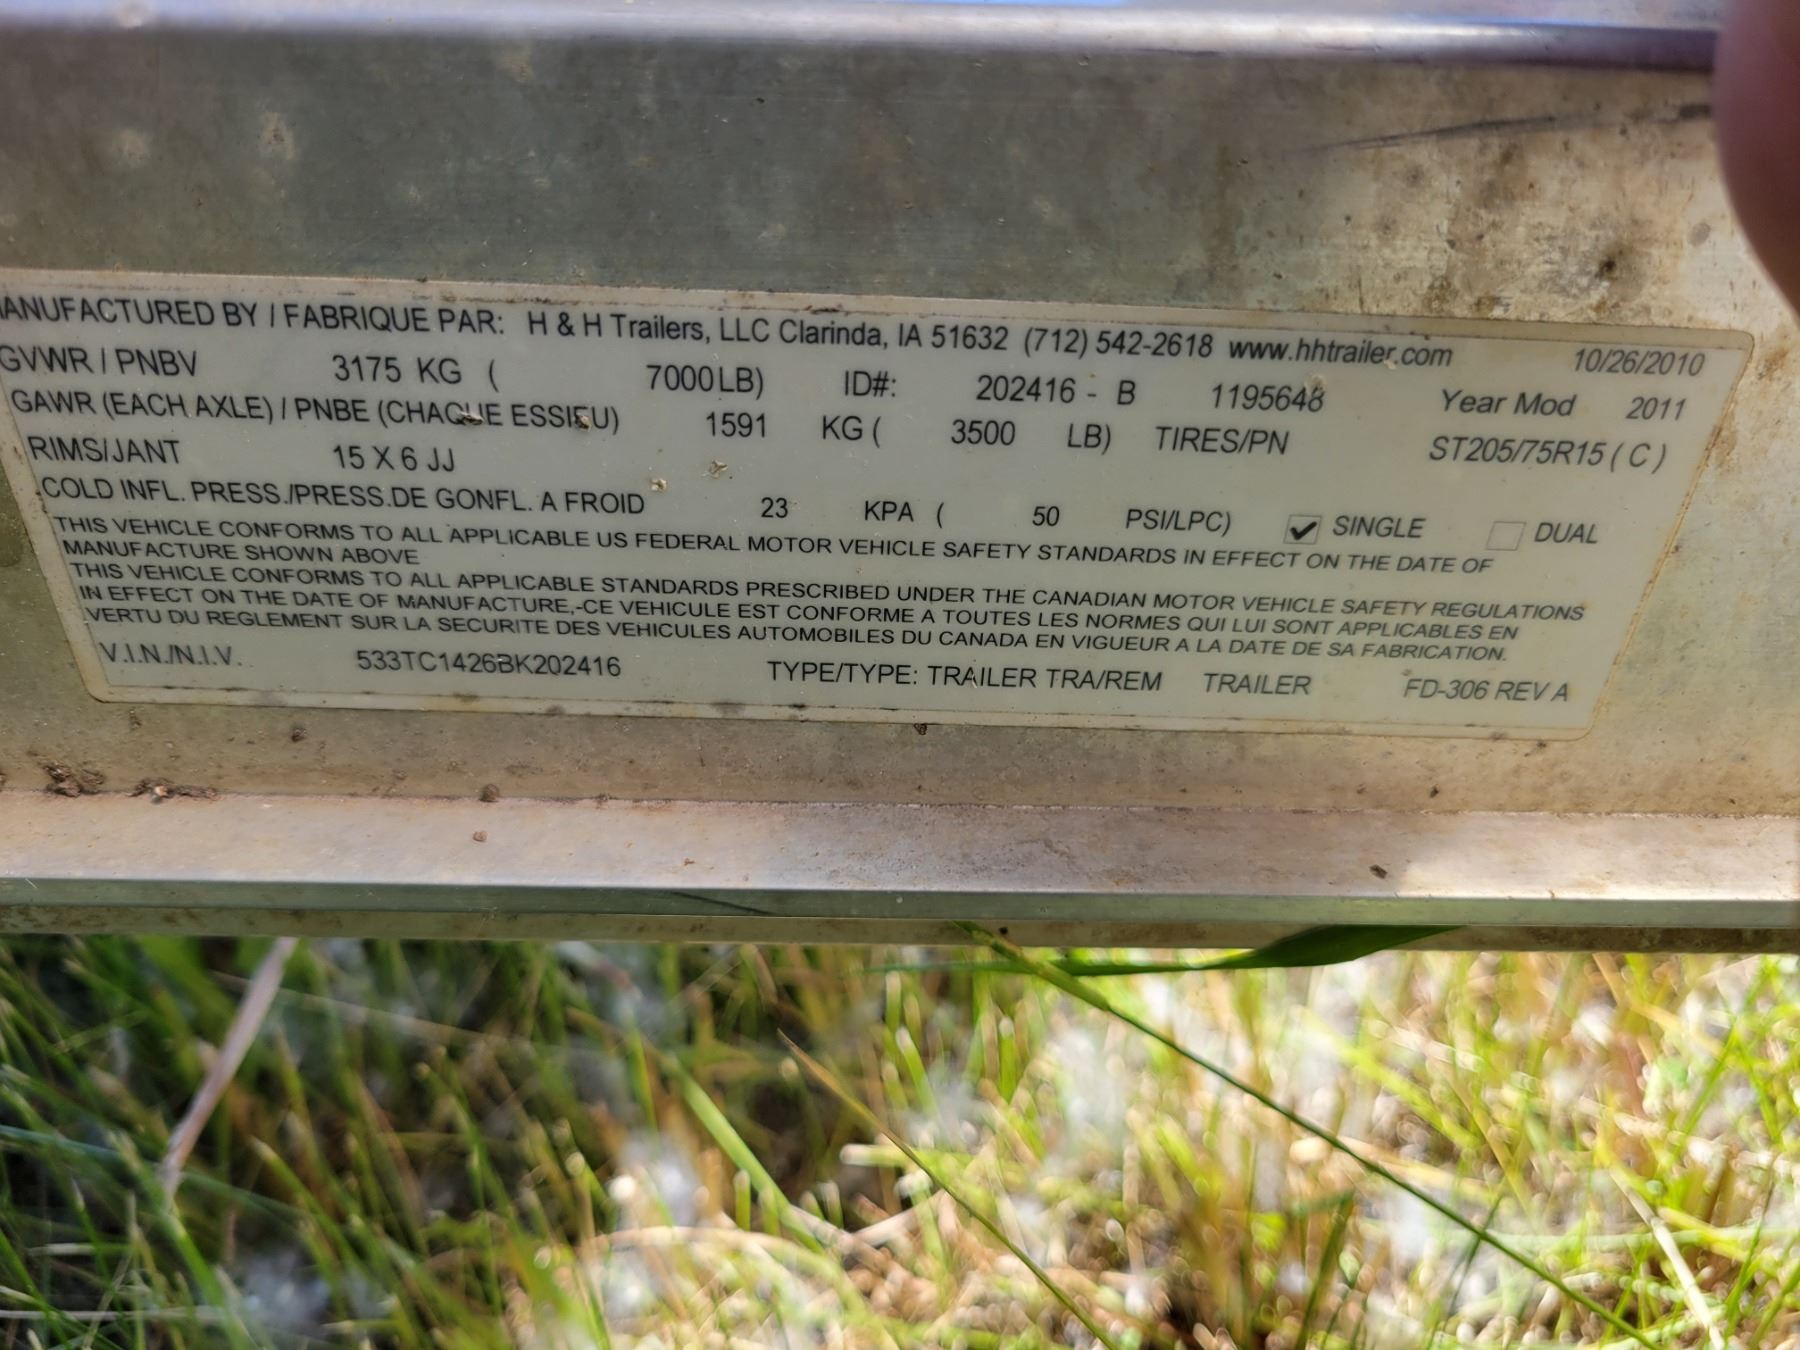 MANUFACTURED BY / FABRIQUE PAR: H & H Trailers, LLC Clarinda, IA 51632 (712) 542-2618 www.hhtrailer.com 10/26/2010
GVWR / PNBV 3175 KG ( 7000LB) ID#: 202416 - B 1195648 Year Mod 2011
GAWR (EACH AXLE) / PNBE (CHAQUE ESSIEU) 1591 KG ( 3500 LB) TIRES/PN ST205/75R15 ( C )
RIMS/JANT 15 X 6 JJ
COLD INFL. PRESS./PRESS.DE GONFL. A FROID 23 KPA ( 50 PSI/LPC) ✔ SINGLE ☐ DUAL
THIS VEHICLE CONFORMS TO ALL APPLICABLE US FEDERAL MOTOR VEHICLE SAFETY STANDARDS IN EFFECT ON THE DATE OF
MANUFACTURE SHOWN ABOVE
THIS VEHICLE CONFORMS TO ALL APPLICABLE STANDARDS PRESCRIBED UNDER THE CANADIAN MOTOR VEHICLE SAFETY REGULATIONS
IN EFFECT ON THE DATE OF MANUFACTURE,-CE VEHICULE EST CONFORME A TOUTES LES NORMES QUI LUI SONT APPLICABLES EN
VERTU DU REGLEMENT SUR LA SECURITE DES VEHICULES AUTOMOBILES DU CANADA EN VIGUEUR A LA DATE DE SA FABRICATION.
V.I.N./N.I.V. 533TC1426BK202416 TYPE/TYPE: TRAILER TRA/REM TRAILER FD-306 REV A